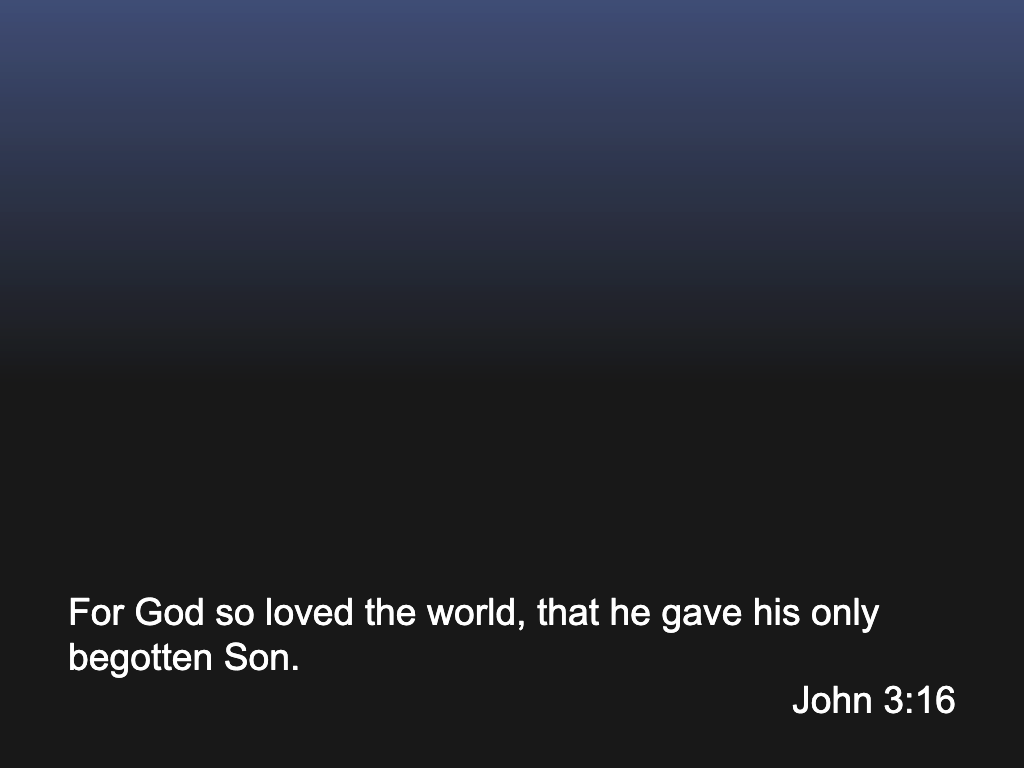 For God so loved the world, that he gave his only
begotten Son.
John 3:16